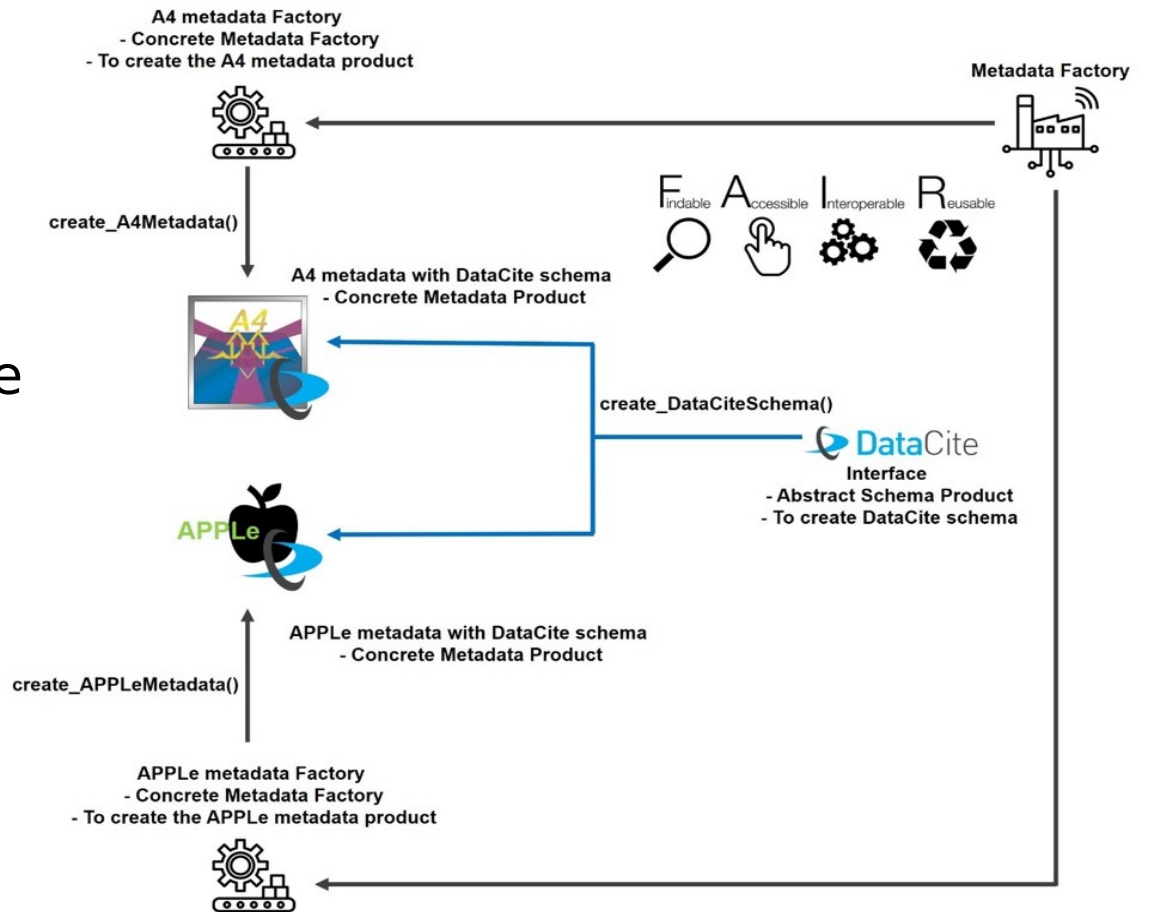 A4 metadata Factory
- Concrete Metadata Factory
- To create the A4 metadata product
Metadata Factory
Findable Accessible Interoperable Reusable
create_A4Metadata()
A4 metadata with DataCite schema
- Concrete Metadata Product
A4
e
create_DataCiteSchema()
DataCite
Interface
- Abstract Schema Product
- To create DataCite schema
APPLe
APPLe metadata with DataCite schema
- Concrete Metadata Product
create_APPLeMetadata()
APPLe metadata Factory
- Concrete Metadata Factory
- To create the APPLe metadata product